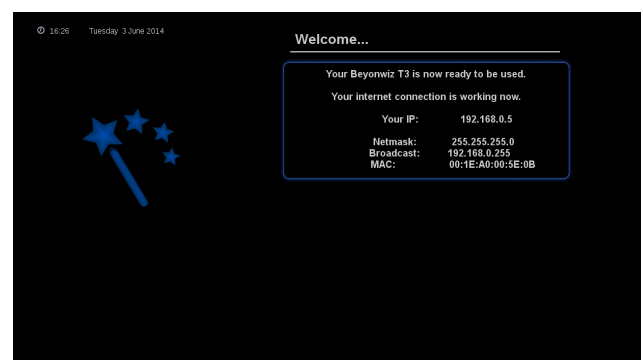 16:26 Tuesday 3 June 2014
Welcome...
Your Beyonwiz T3 is now ready to be used.
Your internet connection is working now.
Your IP: 192.168.0.5
Netmask: 255.255.255.0
Broadcast: 192.168.0.255
MAC: 00:1E:A0:00:5E:0B